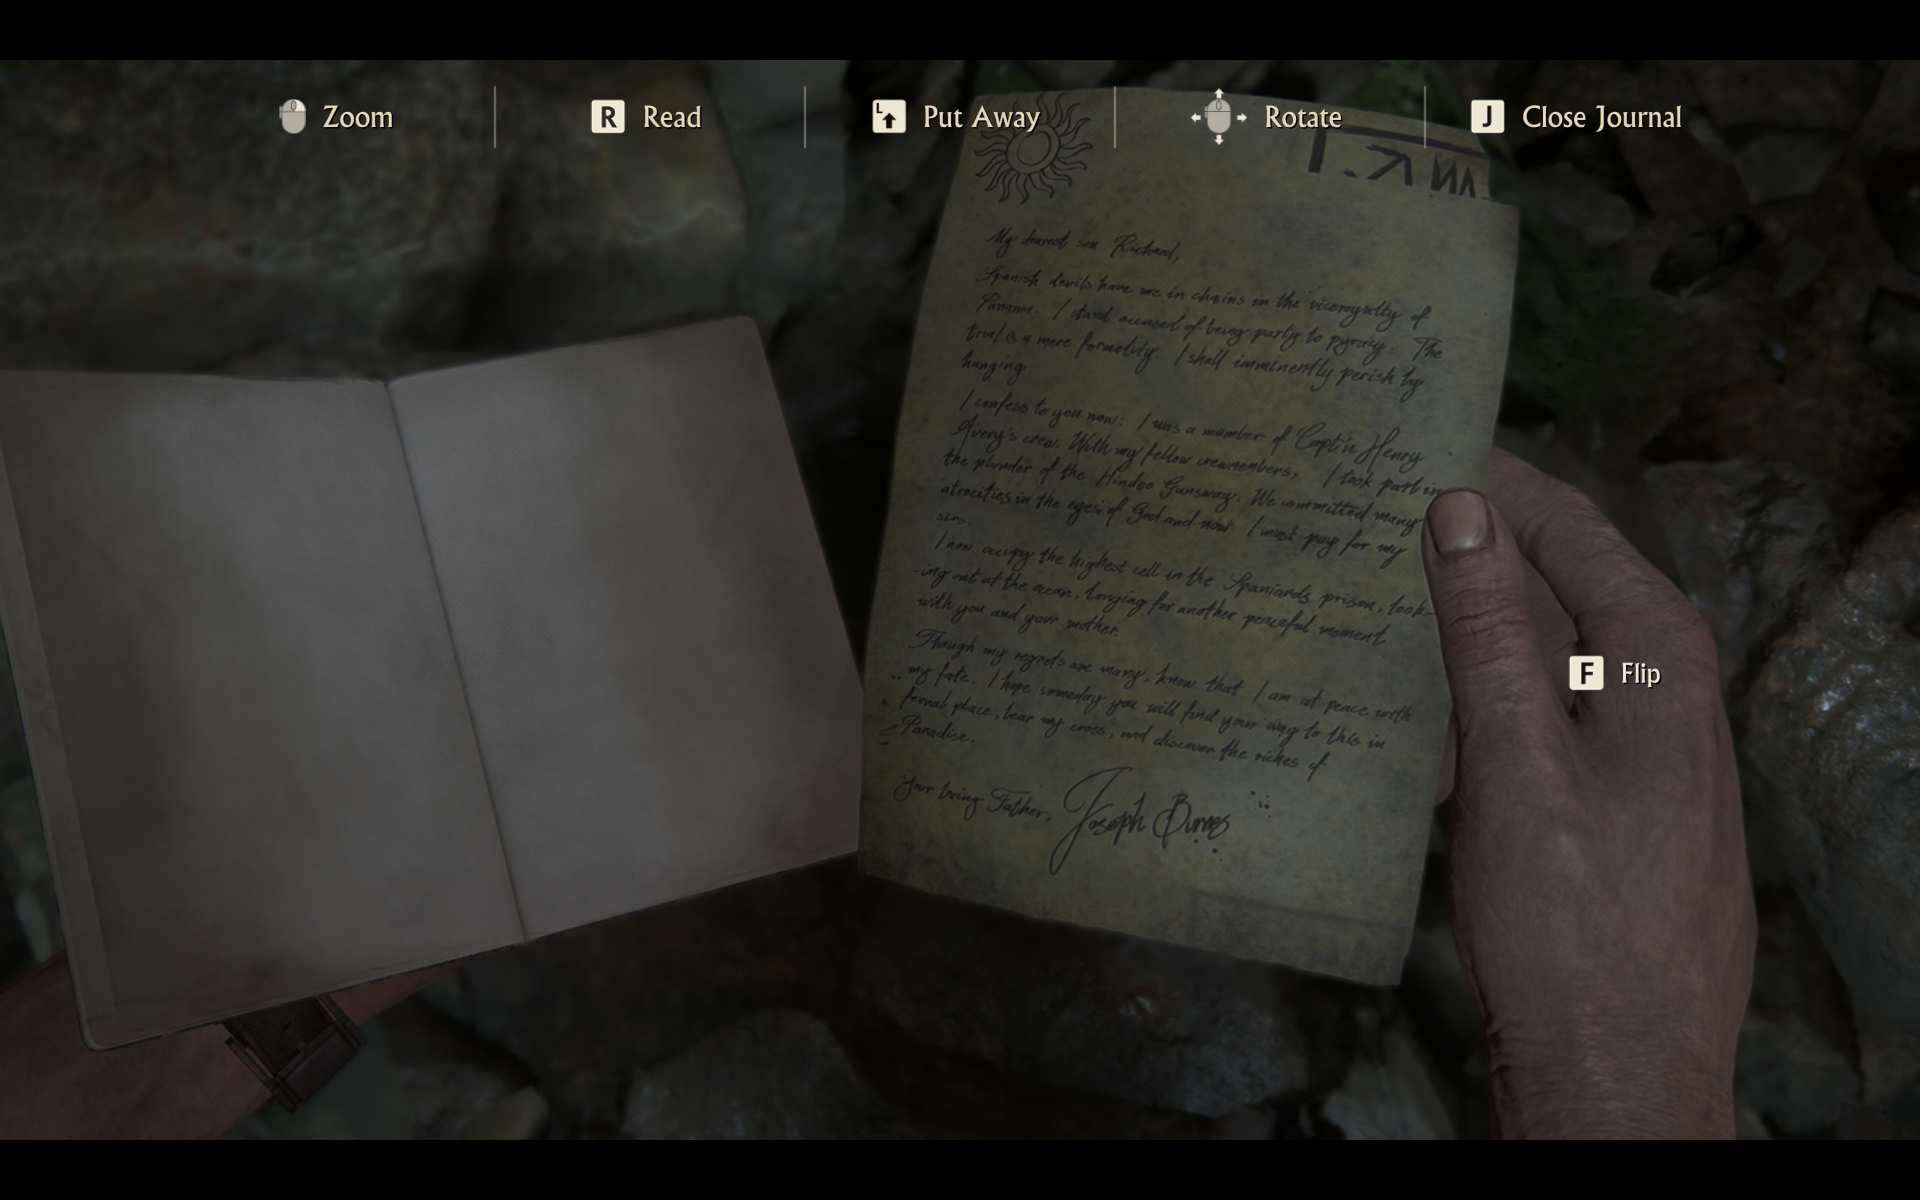 Zoom
R Read
L Put Away
Rotate
J Close Journal
My dearest son Richard,
Spanish devils have me in chains in the viceroyalty of
Panama. I stand accused of being party to pyracy. The
trial is a mere formality. I shall imminently perish by
hanging
I confess to you now: I was a member of Capt'n Henry
Avery's crew. With my fellow crewmembers, I took part in
the plunder of the Hindoo Gunsway. We committed many
atrocities in the eyes of God and now I must pay for my
sins.
I now occupy the highest cell in the Spaniards prison, look-
-ing out at the ocean, longing for another peaceful moment
with you and your mother.
Though my regrets are many, know that I am at peace with
my fate. I hope someday you will find your way to this in
fernal place, bear my cross, and discover the riches of
Paradise.
Your loving Father, Joseph Burnes
F Flip